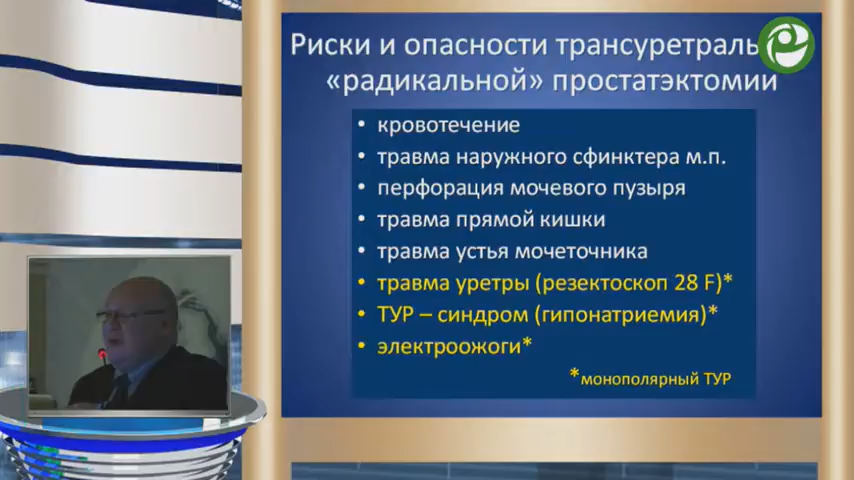 Риски и опасности трансуретраль
«радикальной» простатэктомии
• кровотечение
• травма наружного сфинктера м.п.
• перфорация мочевого пузыря
• травма прямой кишки
• травма устья мочеточника
• травма уретры (резектоскоп 28 F)*
• ТУР – синдром (гипонатриемия)*
• электроожоги*
*монополярный ТУР